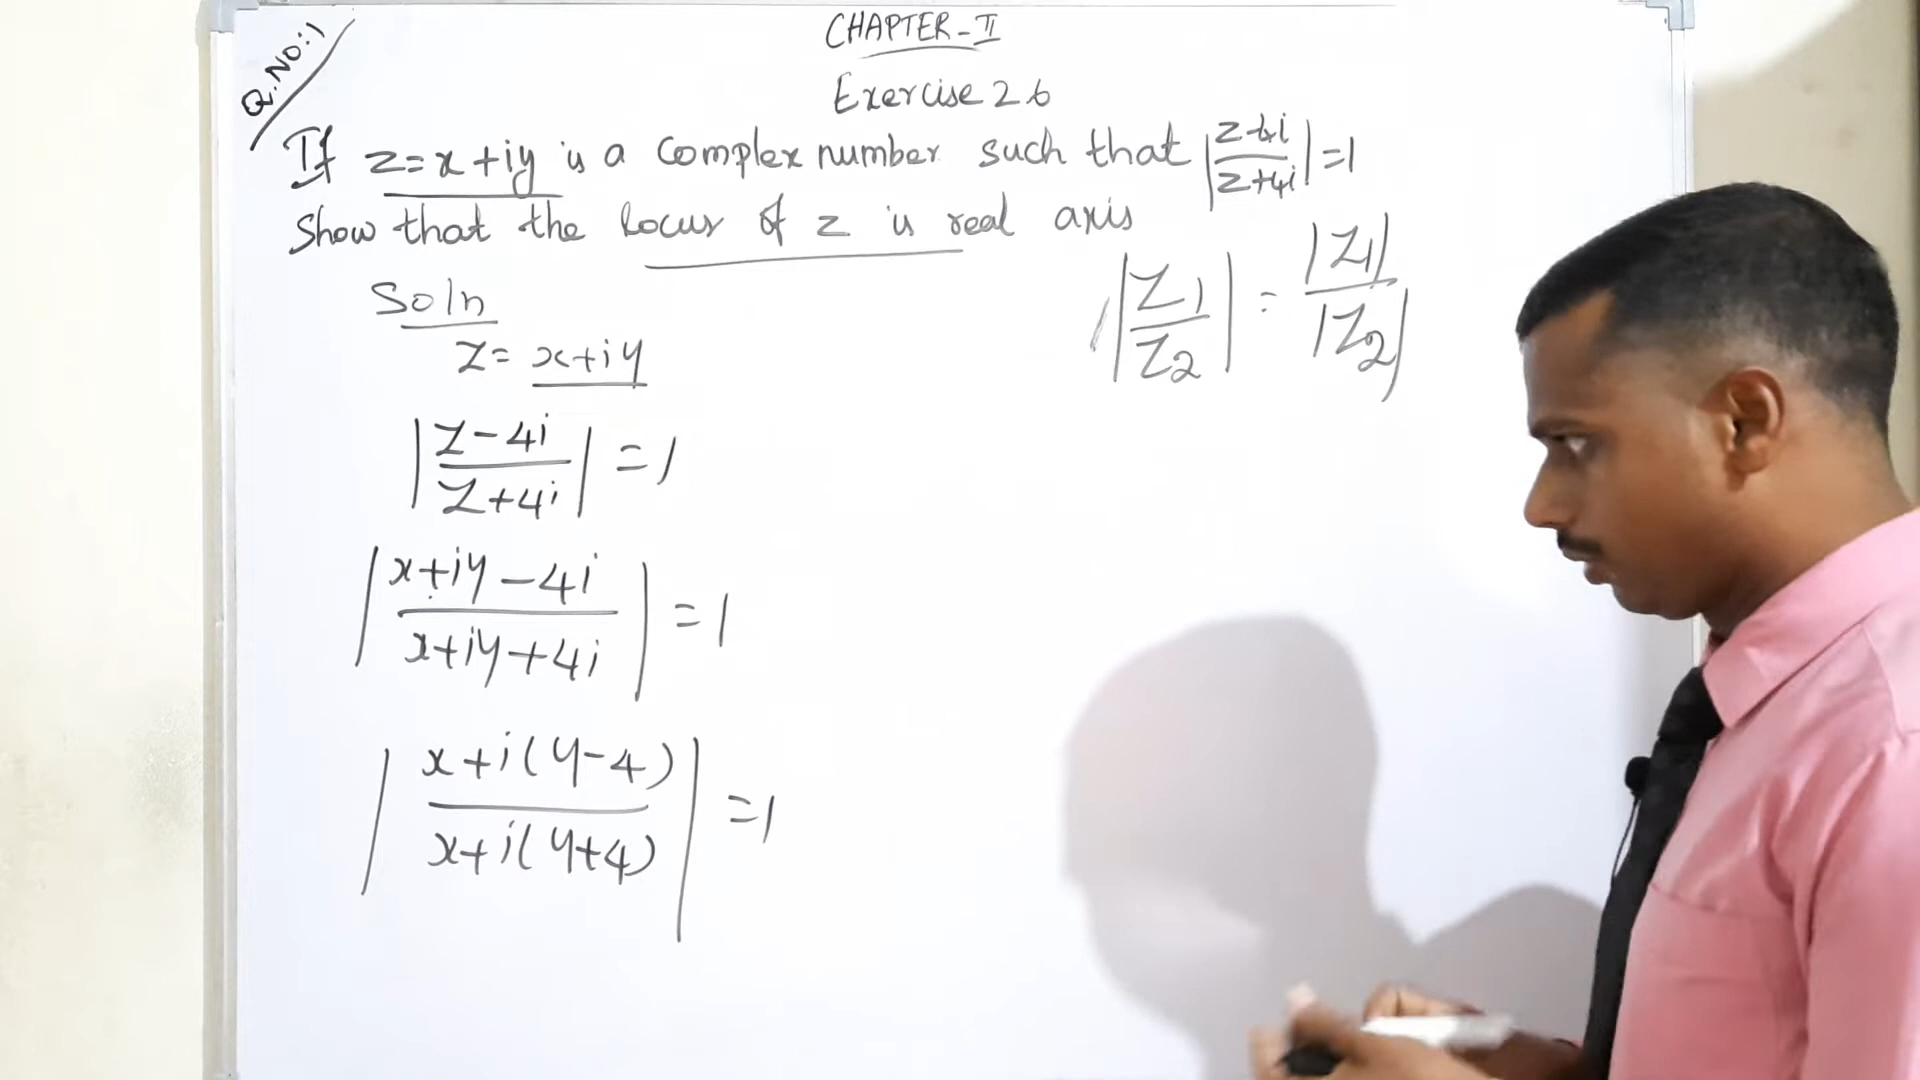 Q.NO:1
CHAPTER-II
Exercise 2.6
If z=x+iy is a complex number such that |z-4i/z+4i|=1
Show that the locus of z is real axis
|Z1/Z2| = |Z1|/|Z2|
Soln
z= x+iy
|z-4i/z+4i| =1
|x+iy-4i/x+iy+4i| =1
|x+i(y-4)/x+i(y+4)| =1